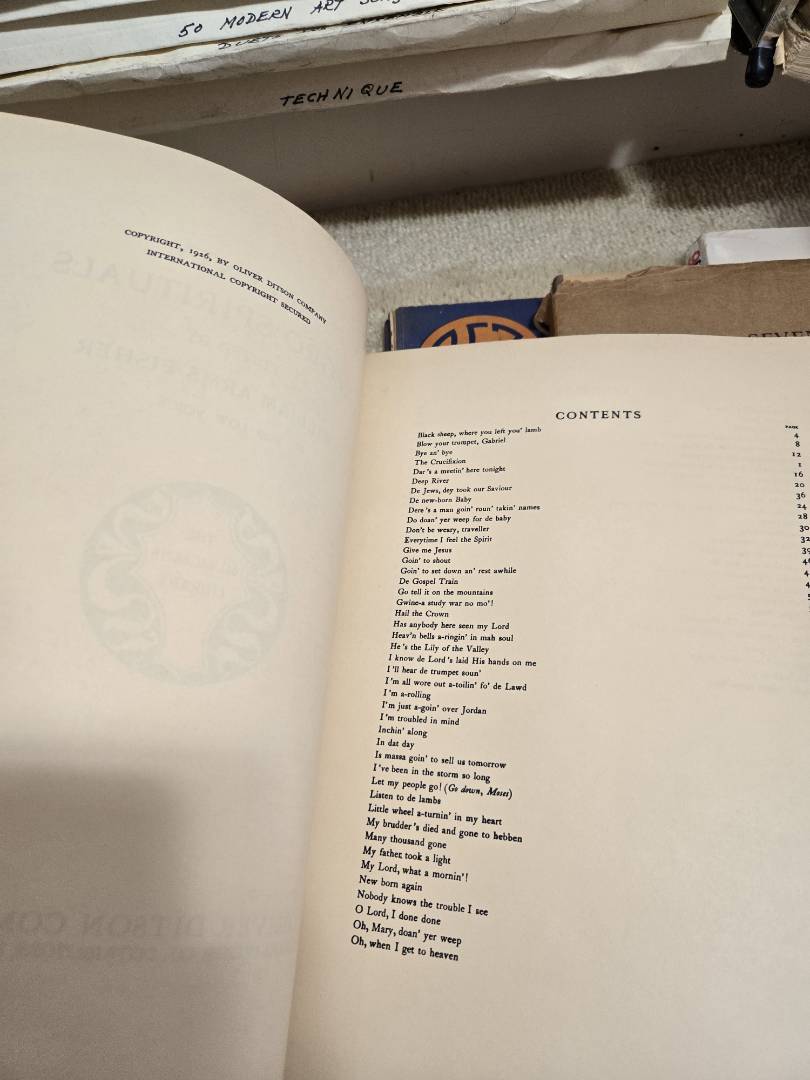 50 MODERN ART
TECHNIQUE
COPYRIGHT, 1926, BY OLIVER DITSON COMPANY
INTERNATIONAL COPYRIGHT SECURED
CONTENTS
PAGE
Black sheep, where you left you' lamb 4
Blow your trumpet, Gabriel 8
Bye an' bye 12
The Crucifixion 1
Dar's a meetin' here tonight 16
Deep River 20
De Jews, dey took our Saviour 36
De new-born Baby 24
Dere's a man goin' roun' takin' names 28
Do doan' yer weep for de baby 30
Don't be weary, traveller 32
Everytime I feel the Spirit
Give me Jesus
Goin' to shout
Goin' to set down an' rest awhile
De Gospel Train
Go tell it on the mountains
Gwine-a study war no mo'!
Hail the Crown
Has anybody here seen my Lord
Heav'n bells a-ringin' in mah soul
He's the Lily of the Valley
I know de Lord's laid His hands on me
I'll hear de trumpet soun'
I'm all wore out a-toilin' fo' de Lawd
I'm a-rolling
I'm just a-goin' over Jordan
I'm troubled in mind
Inchin' along
In dat day
Is massa goin' to sell us tomorrow
I've been in the storm so long
Let my people go! (Go down, Moses)
Listen to de lambs
Little wheel a-turnin' in my heart
My brudder's died and gone to hebben
Many thousand gone
My father took a light
My Lord, what a mornin'!
New born again
Nobody knows the trouble I see
O Lord, I done done
Oh, Mary, doan' yer weep
Oh, when I get to heaven